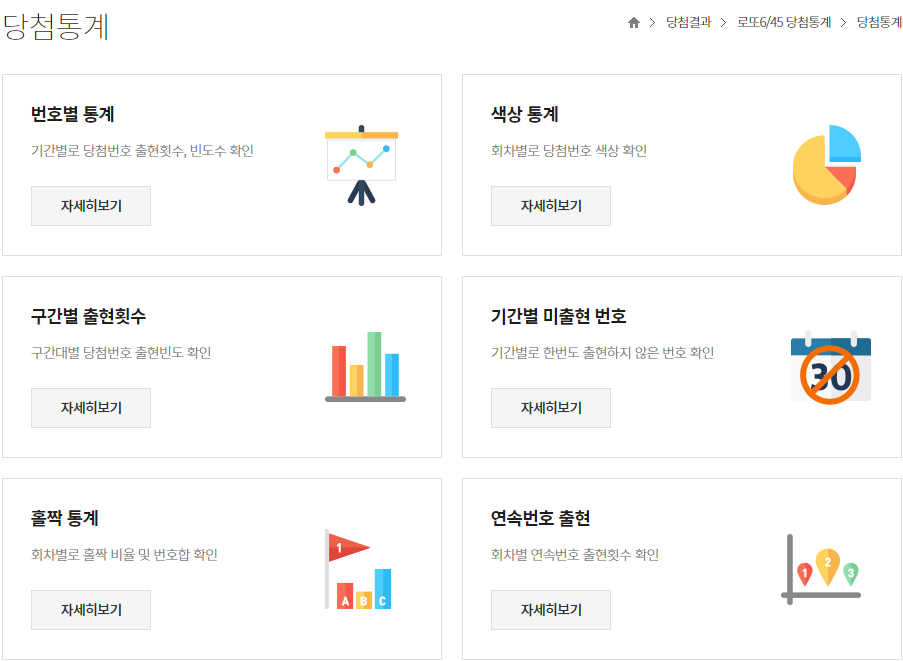 당첨통계
당첨결과 > 로또6/45 당첨통계 > 당첨통계
번호별 통계
기간별로 당첨번호 출현횟수, 빈도수 확인
자세히보기
색상 통계
회차별로 당첨번호 색상 확인
자세히보기
구간별 출현횟수
구간대별 당첨번호 출현빈도 확인
자세히보기
기간별 미출현 번호
기간별로 한번도 출현하지 않은 번호 확인
자세히보기
30
홀짝 통계
회차별로 홀짝 비율 및 번호합 확인
자세히보기
1
A B C
연속번호 출현
회차별 연속번호 출현횟수 확인
자세히보기
1 2 3